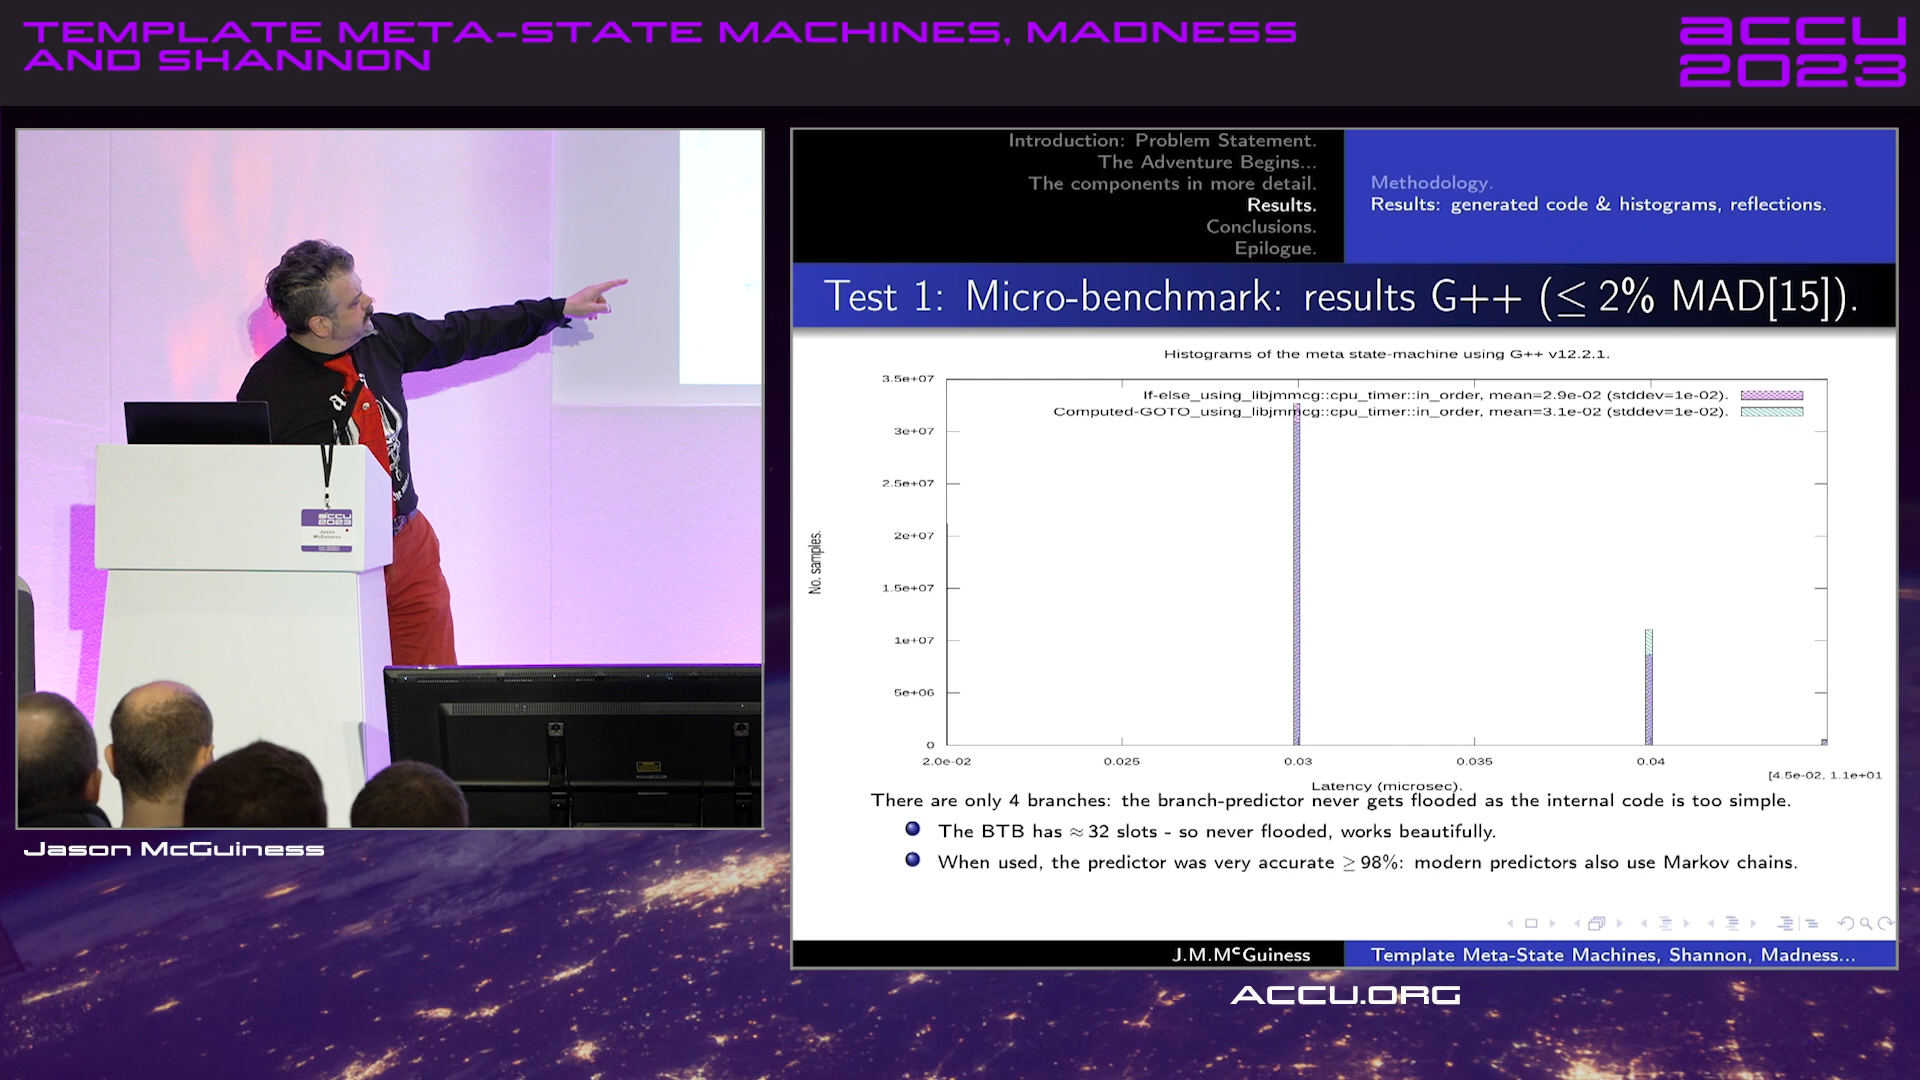 TEMPLATE META-STATE MACHINES, MADNESS
AND SHANNON
accu
2023
Introduction: Problem Statement.
The Adventure Begins...
The components in more detail.
Results.
Conclusions.
Epilogue.
Methodology.
Results: generated code & histograms, reflections.
Test 1: Micro-benchmark: results G++ (≤ 2% MAD[15]).
Histograms of the meta state-machine using G++ v12.2.1.
If-else_using_libjmmcg::cpu_timer::in_order, mean=2.9e-02 (stddev=1e-02).
Computed-GOTO_using_libjmmcg::cpu_timer::in_order, mean=3.1e-02 (stddev=1e-02).
3.5e+07
3e+07
2.5e+07
2e+07
1.5e+07
1e+07
5e+06
0
No. samples.
2.0e-02
0.025
0.03
0.035
0.04
[4.5e-02, 1.1e+01
Latency (microsec).
There are only 4 branches: the branch-predictor never gets flooded as the internal code is too simple.
The BTB has ≈ 32 slots - so never flooded, works beautifully.
When used, the predictor was very accurate ≥ 98%: modern predictors also use Markov chains.
J.M.McGuiness
Template Meta-State Machines, Shannon, Madness...
accu
2023
Jason
McGuiness
Jason McGuiness
ACCU.ORG